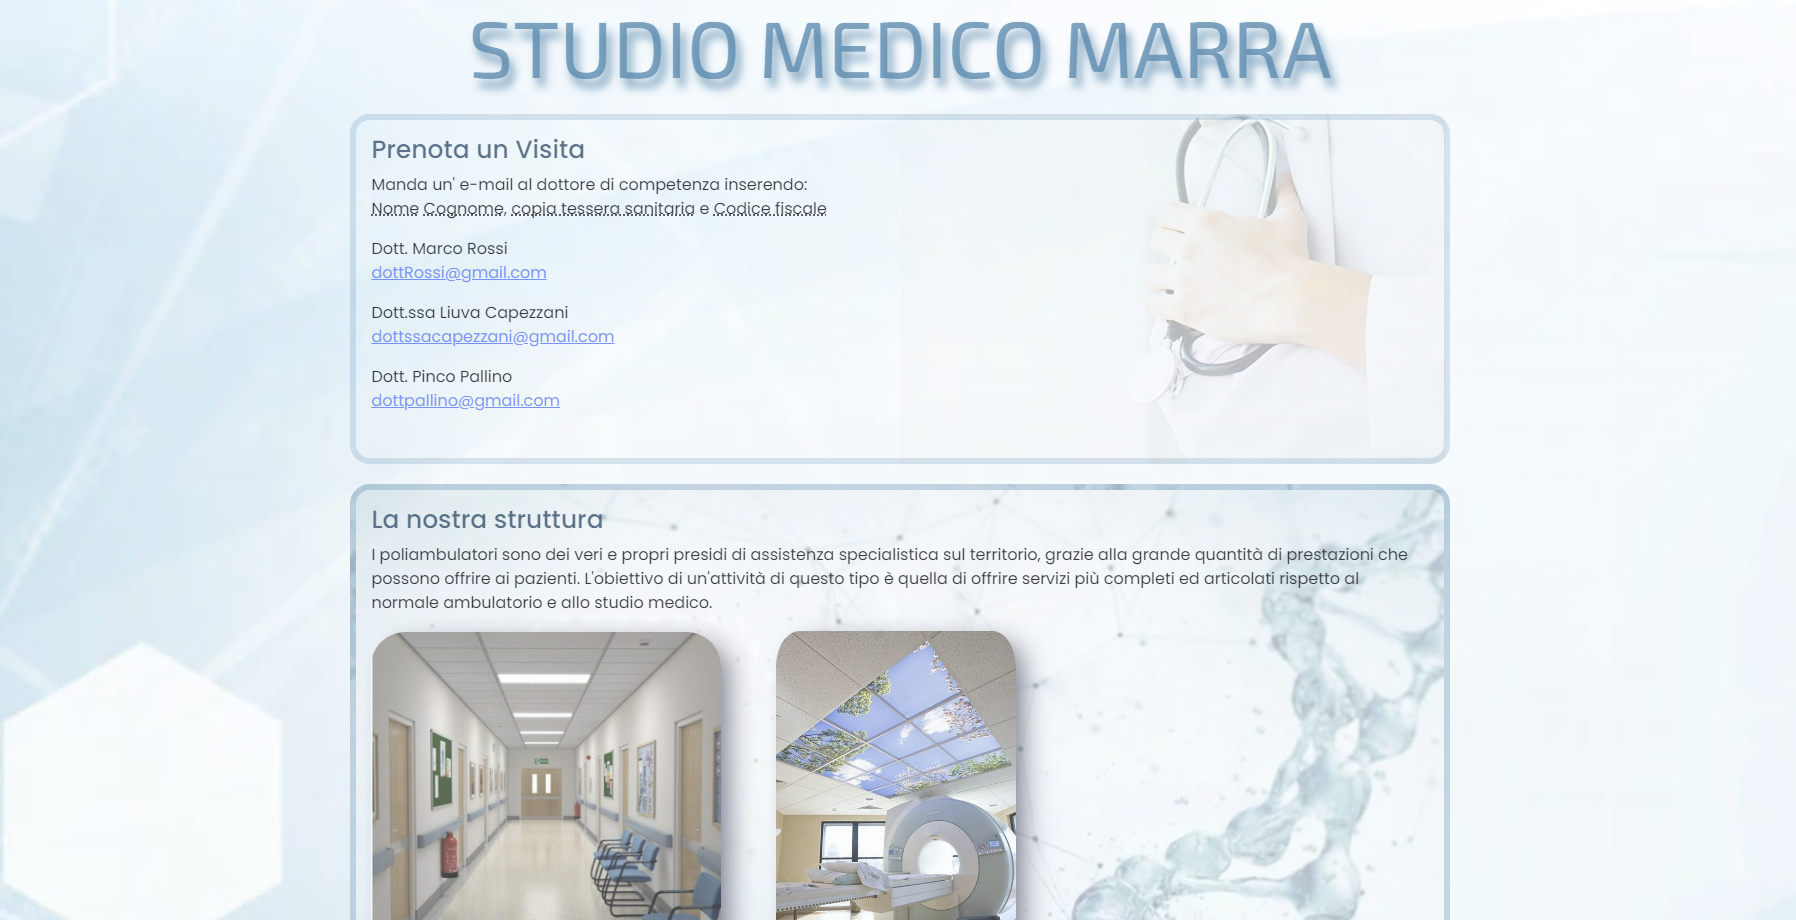 STUDIO MEDICO MARRA
Prenota un Visita
Manda un' e-mail al dottore di competenza inserendo:
Nome Cognome, copia tessera sanitaria e Codice fiscale
Dott. Marco Rossi
dottRossi@gmail.com
Dott.ssa Liuva Capezzani
dottssacapezzani@gmail.com
Dott. Pinco Pallino
dottpallino@gmail.com
La nostra struttura
I poliambulatori sono dei veri e propri presidi di assistenza specialistica sul territorio, grazie alla grande quantità di prestazioni che
possono offrire ai pazienti. L'obiettivo di un'attività di questo tipo è quella di offrire servizi più completi ed articolati rispetto al
normale ambulatorio e allo studio medico.